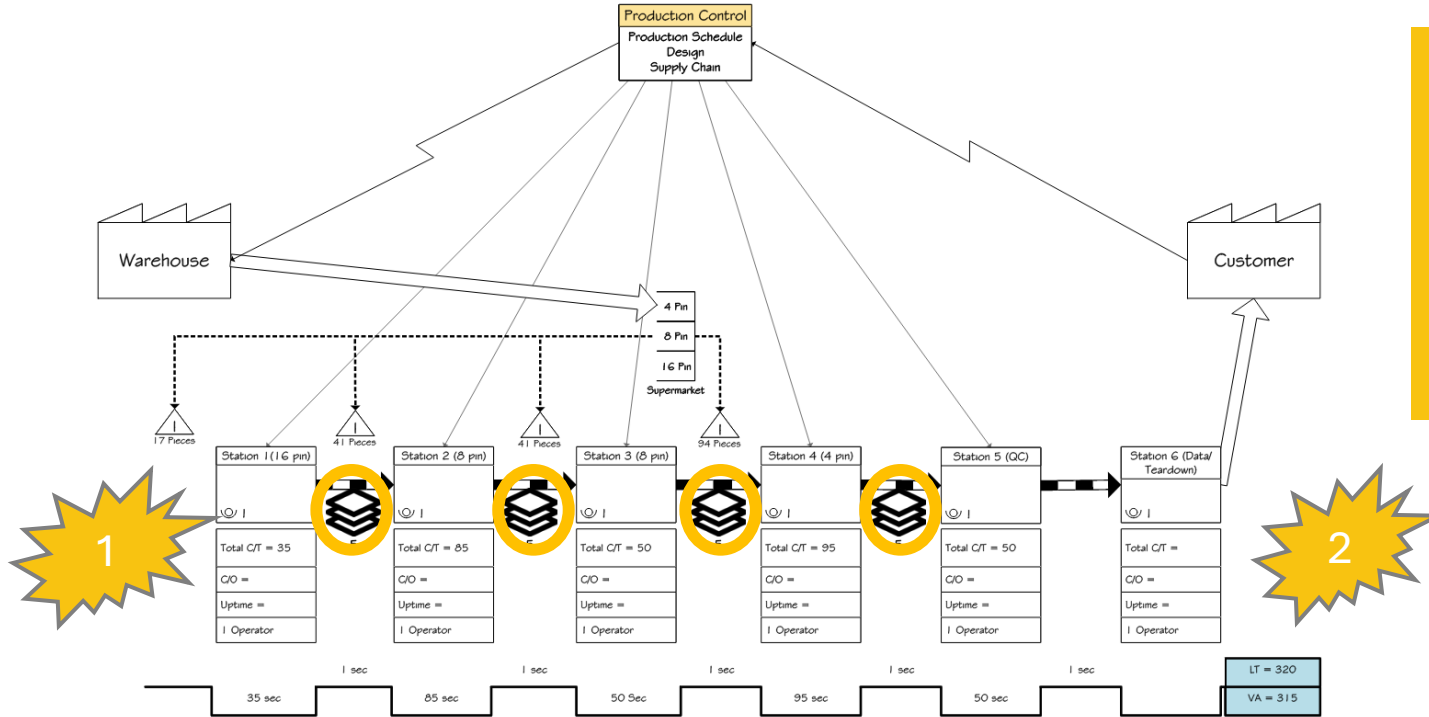 Production Control
Production Schedule
Design
Supply Chain
Warehouse
Customer
4 Pin
8 Pin
16 Pin
Supermarket
I
17 Pieces
I
41 Pieces
I
41 Pieces
I
94 Pieces
Station 1 (16 pin)
Station 2 (8 pin)
Station 3 (8 pin)
Station 4 (4 pin)
Station 5 (QC)
Station 6 (Data/
Teardown)
1
1
1
1
1
1
1
2
Total C/T = 35
Total C/T = 85
Total C/T = 50
Total C/T = 95
Total C/T = 50
Total C/T =
C/O =
C/O =
C/O =
C/O =
C/O =
C/O =
Uptime =
Uptime =
Uptime =
Uptime =
Uptime =
Uptime =
1 Operator
1 Operator
1 Operator
1 Operator
1 Operator
1 Operator
1 sec
1 sec
1 sec
1 sec
1 sec
LT = 320
35 sec
85 sec
50 Sec
95 sec
50 sec
VA = 315